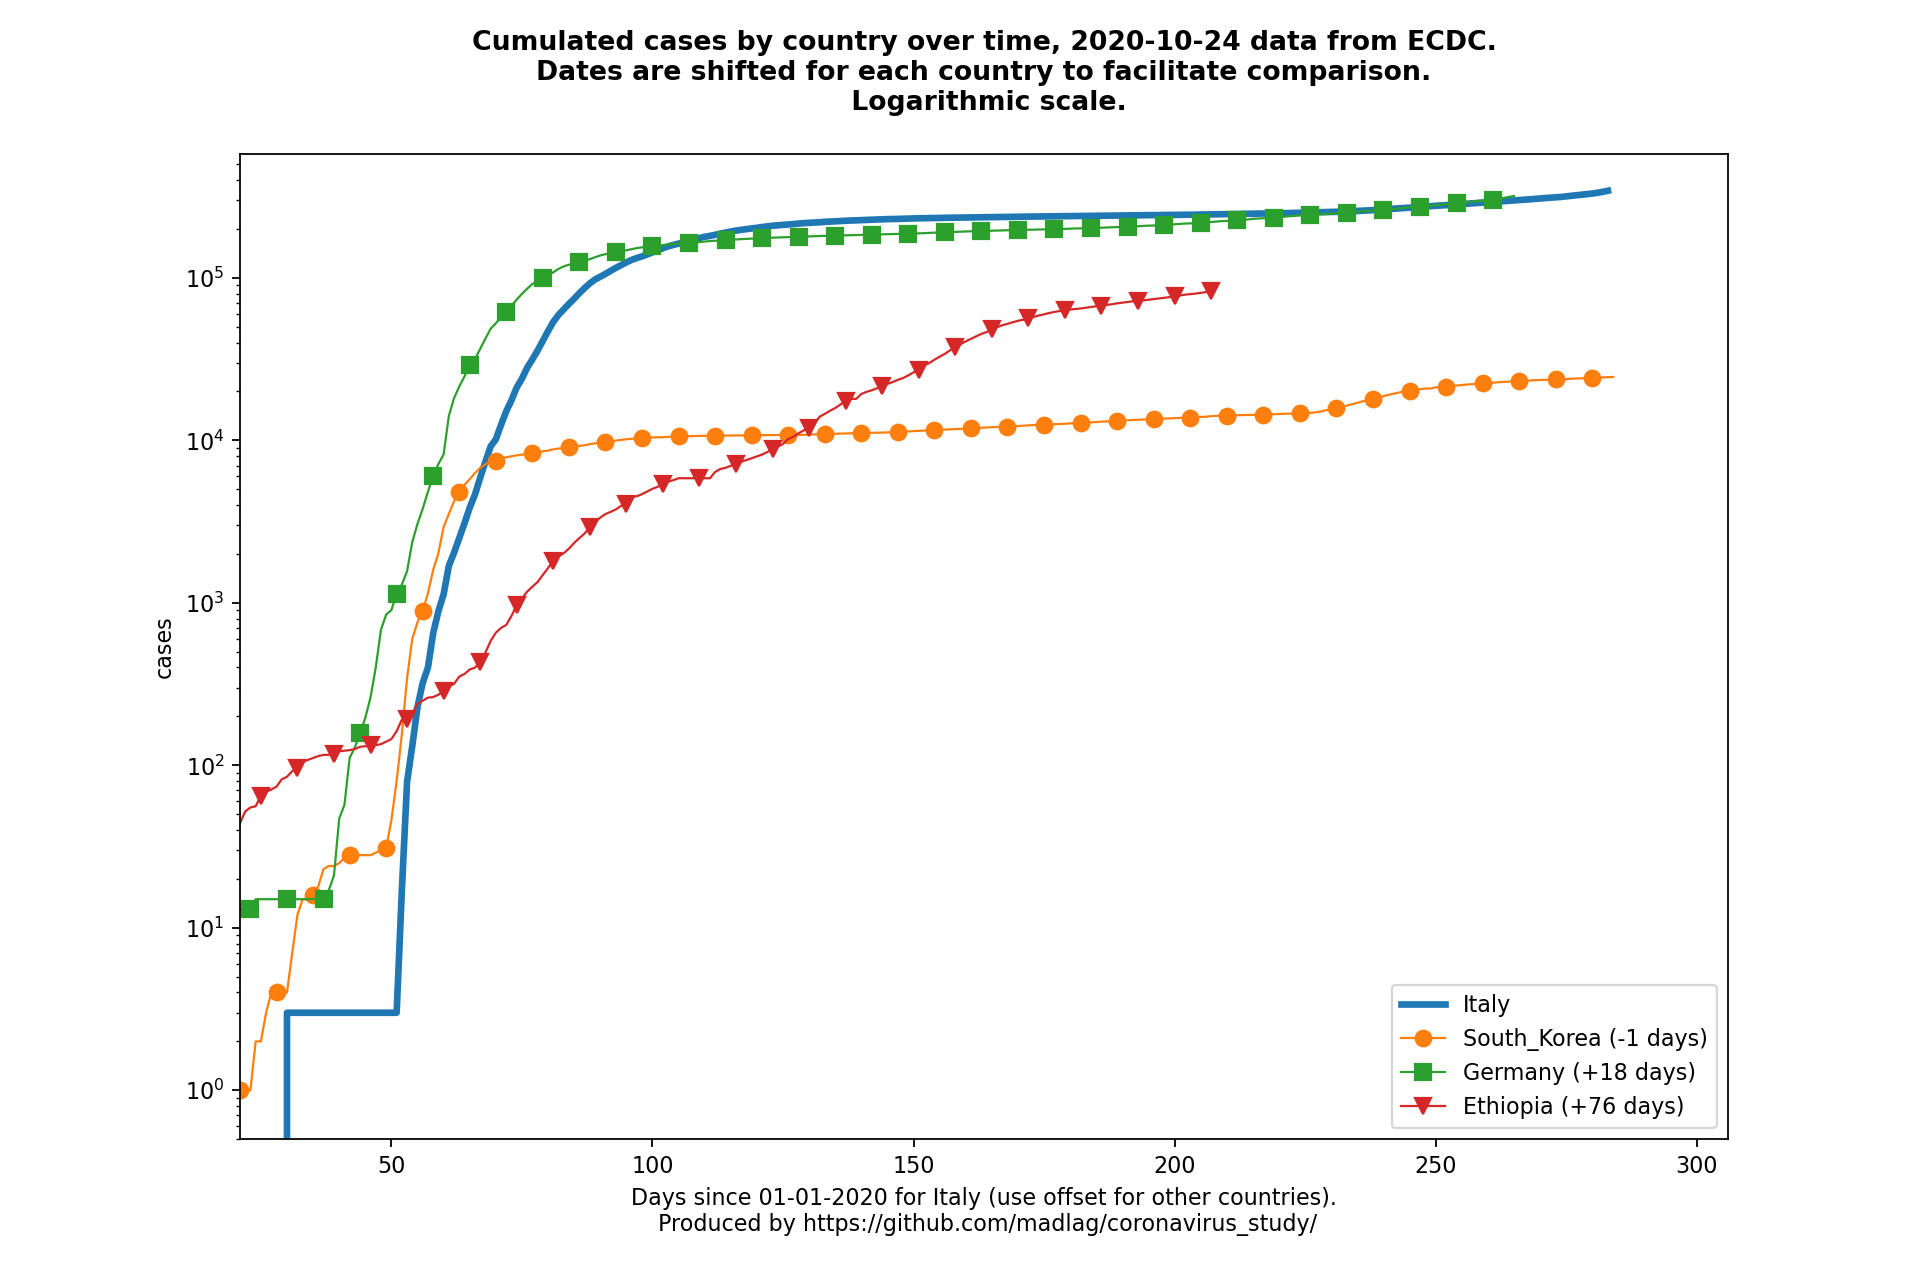 Cumulated cases by country over time, 2020-10-24 data from ECDC.
Dates are shifted for each country to facilitate comparison.
Logarithmic scale.
cases
10^5
10^4
10^3
10^2
10^1
10^0
50
100
150
200
250
300
Italy
South_Korea (-1 days)
Germany (+18 days)
Ethiopia (+76 days)
Days since 01-01-2020 for Italy (use offset for other countries).
Produced by https://github.com/madlag/coronavirus_study/